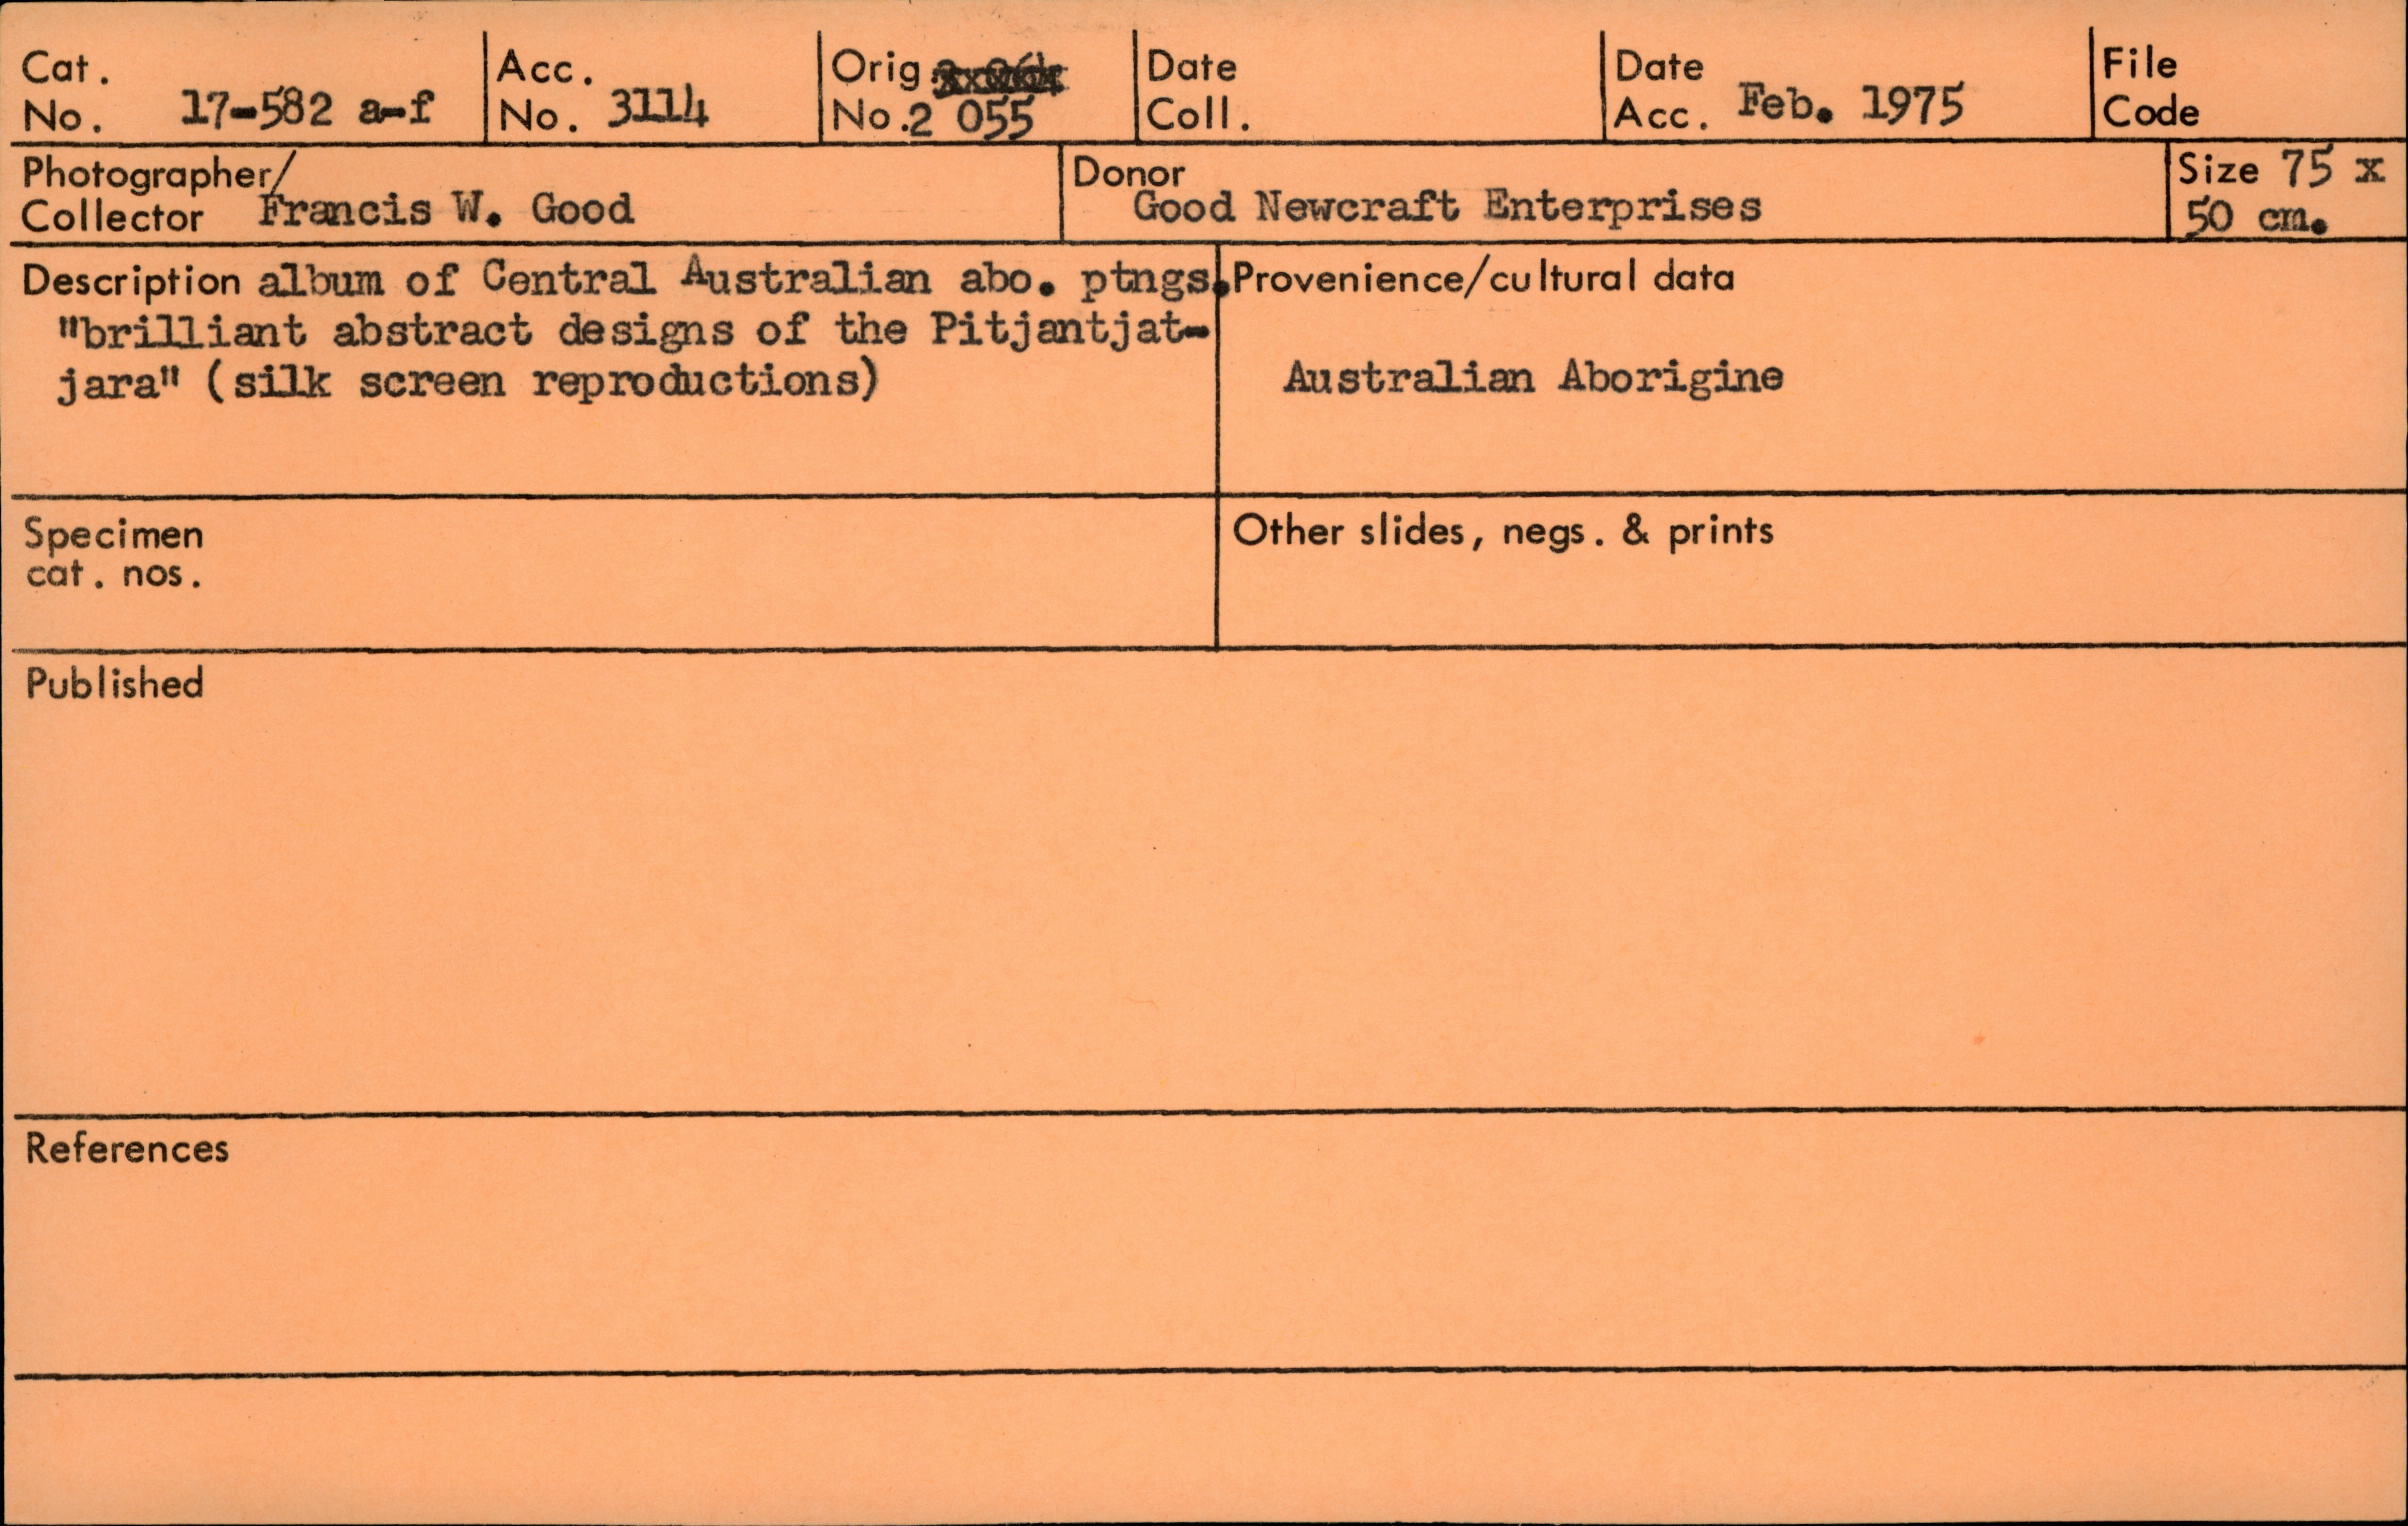 Cat. No. 17-582 a-f
Acc. No. 3114
Orig. No. 2 055
Date Coll.
Date Acc. Feb. 1975
File Code
Photographer/
Collector Francis W. Good
Donor
Good Newcraft Enterprises
Size 75 x
50 cm.
Description album of Central Australian abo. ptngs.
"brilliant abstract designs of the Pitjantjat-
jara" (silk screen reproductions)
Provenience/cultural data
Australian Aborigine
Specimen
cat. nos.
Other slides, negs. & prints
Published
References